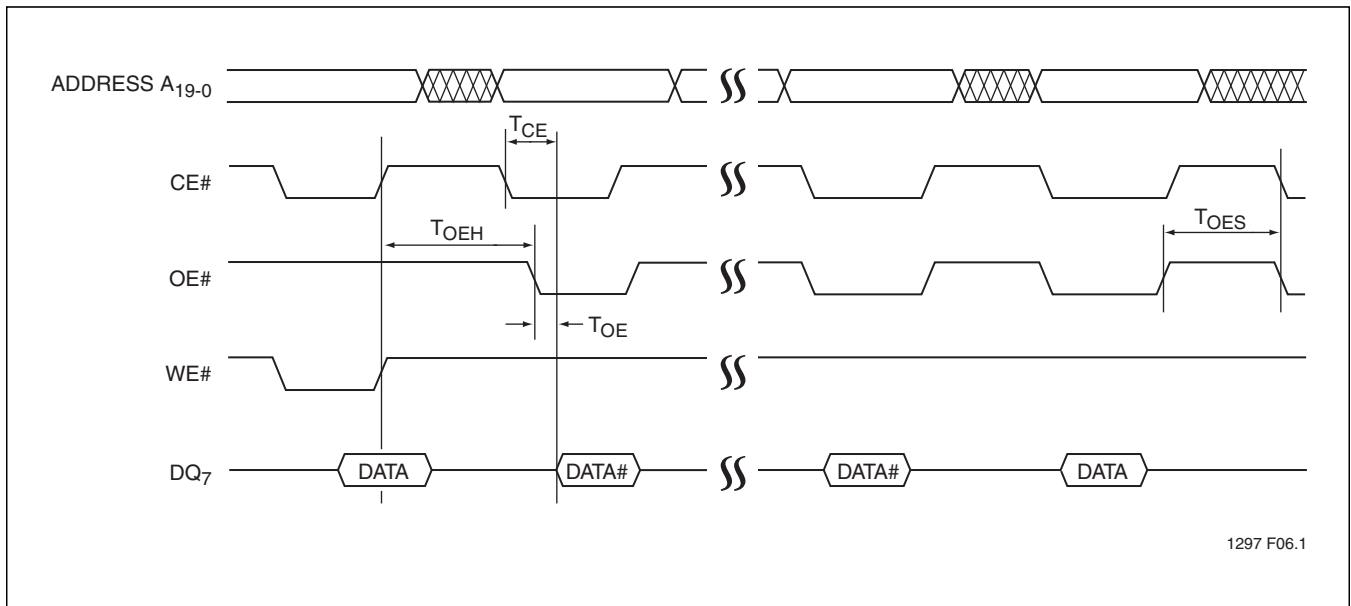 ADDRESS A19-0
TCE
CE#
TOEH
TOES
OE#
TOE
WE#
DQ7
DATA
DATA#
DATA#
DATA
1297 F06.1